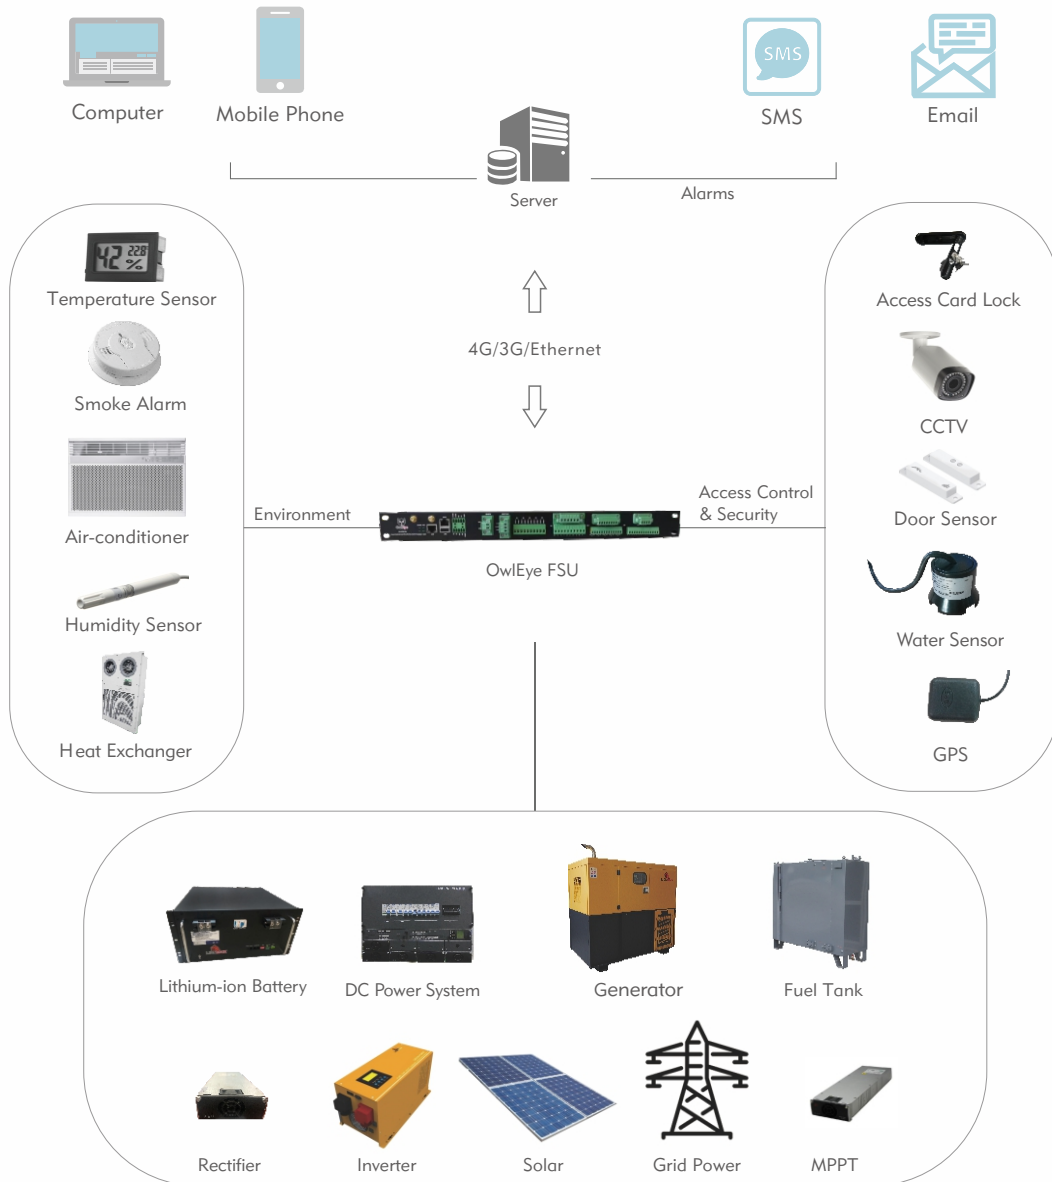 Computer
Mobile Phone
SMS
SMS
Email
Server
Alarms
42 %
22.8
Temperature Sensor
Smoke Alarm
Air-conditioner
Humidity Sensor
Heat Exchanger
4G/3G/Ethernet
Environment
OwlEye FSU
Access Control
& Security
Access Card Lock
CCTV
Door Sensor
Water Sensor
GPS
Lithium-ion Battery
DC Power System
Generator
Fuel Tank
Rectifier
Inverter
Solar
Grid Power
MPPT